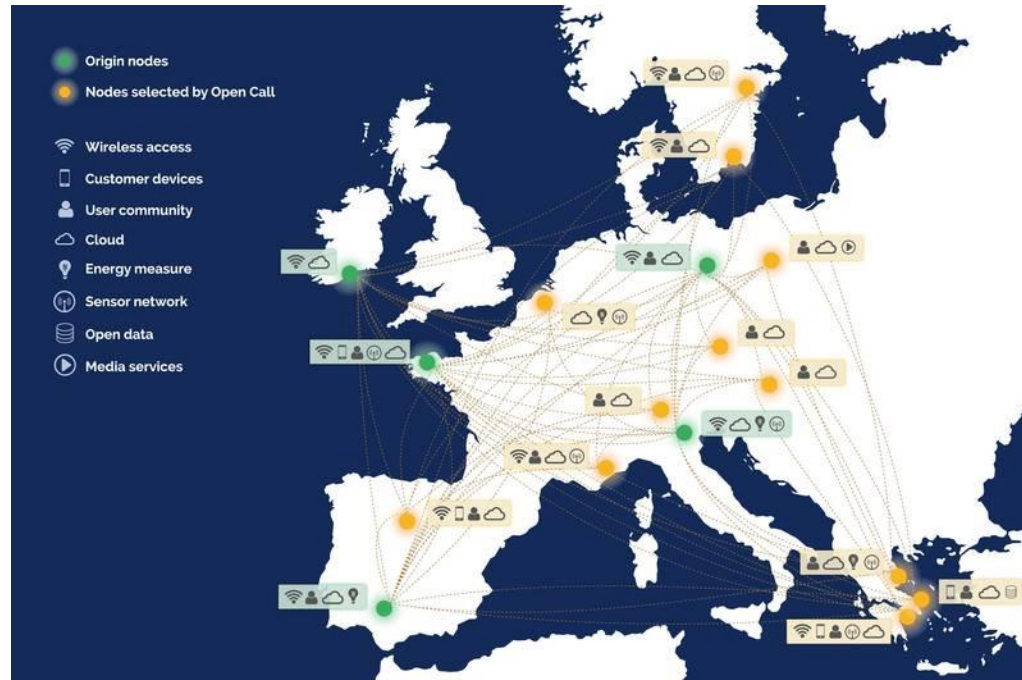 Origin nodes
Nodes selected by Open Call
Wireless access
Customer devices
User community
Cloud
Energy measure
Sensor network
Open data
Media services